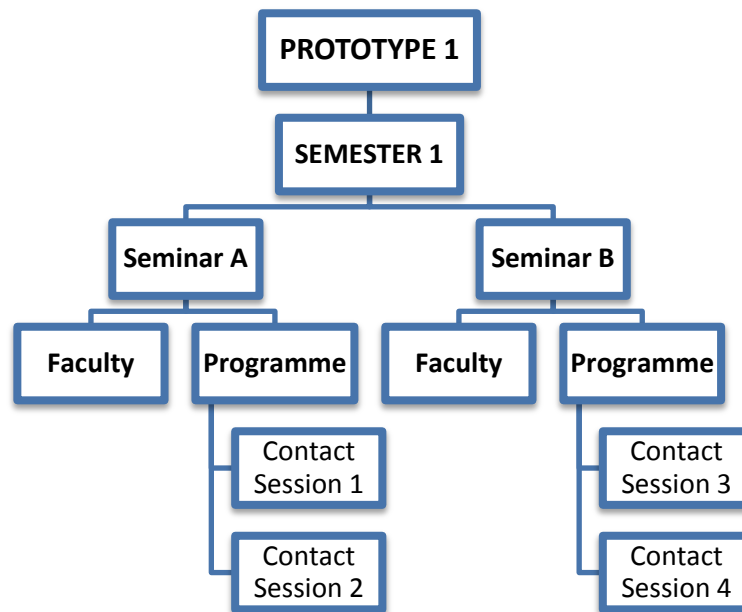 PROTOTYPE 1
SEMESTER 1
Seminar A
Seminar B
Faculty
Programme
Faculty
Programme
Contact
Session 1
Contact
Session 3
Contact
Session 2
Contact
Session 4